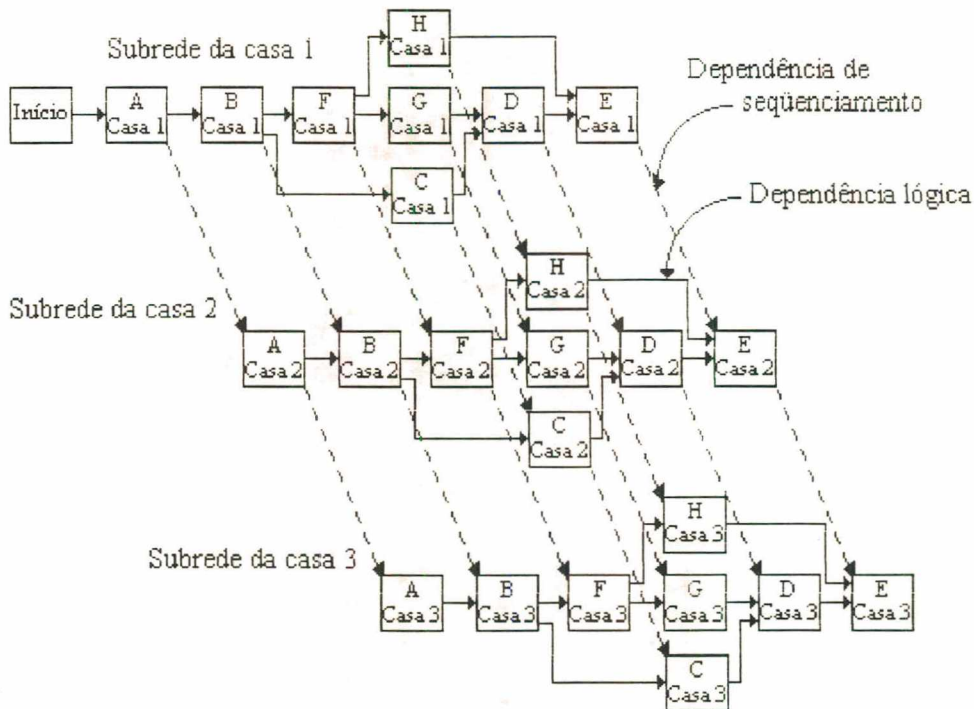 Subrede da casa 1
H
Casa 1
Dependência de
seqüenciamento
Início
A
Casa 1
B
Casa 1
F
Casa 1
G
Casa 1
D
Casa 1
E
Casa 1
C
Casa 1
Dependência lógica
Subrede da casa 2
H
Casa 2
A
Casa 2
B
Casa 2
F
Casa 2
G
Casa 2
D
Casa 2
E
Casa 2
C
Casa 2
Subrede da casa 3
H
Casa 3
A
Casa 3
B
Casa 3
F
Casa 3
G
Casa 3
D
Casa 3
E
Casa 3
C
Casa 3